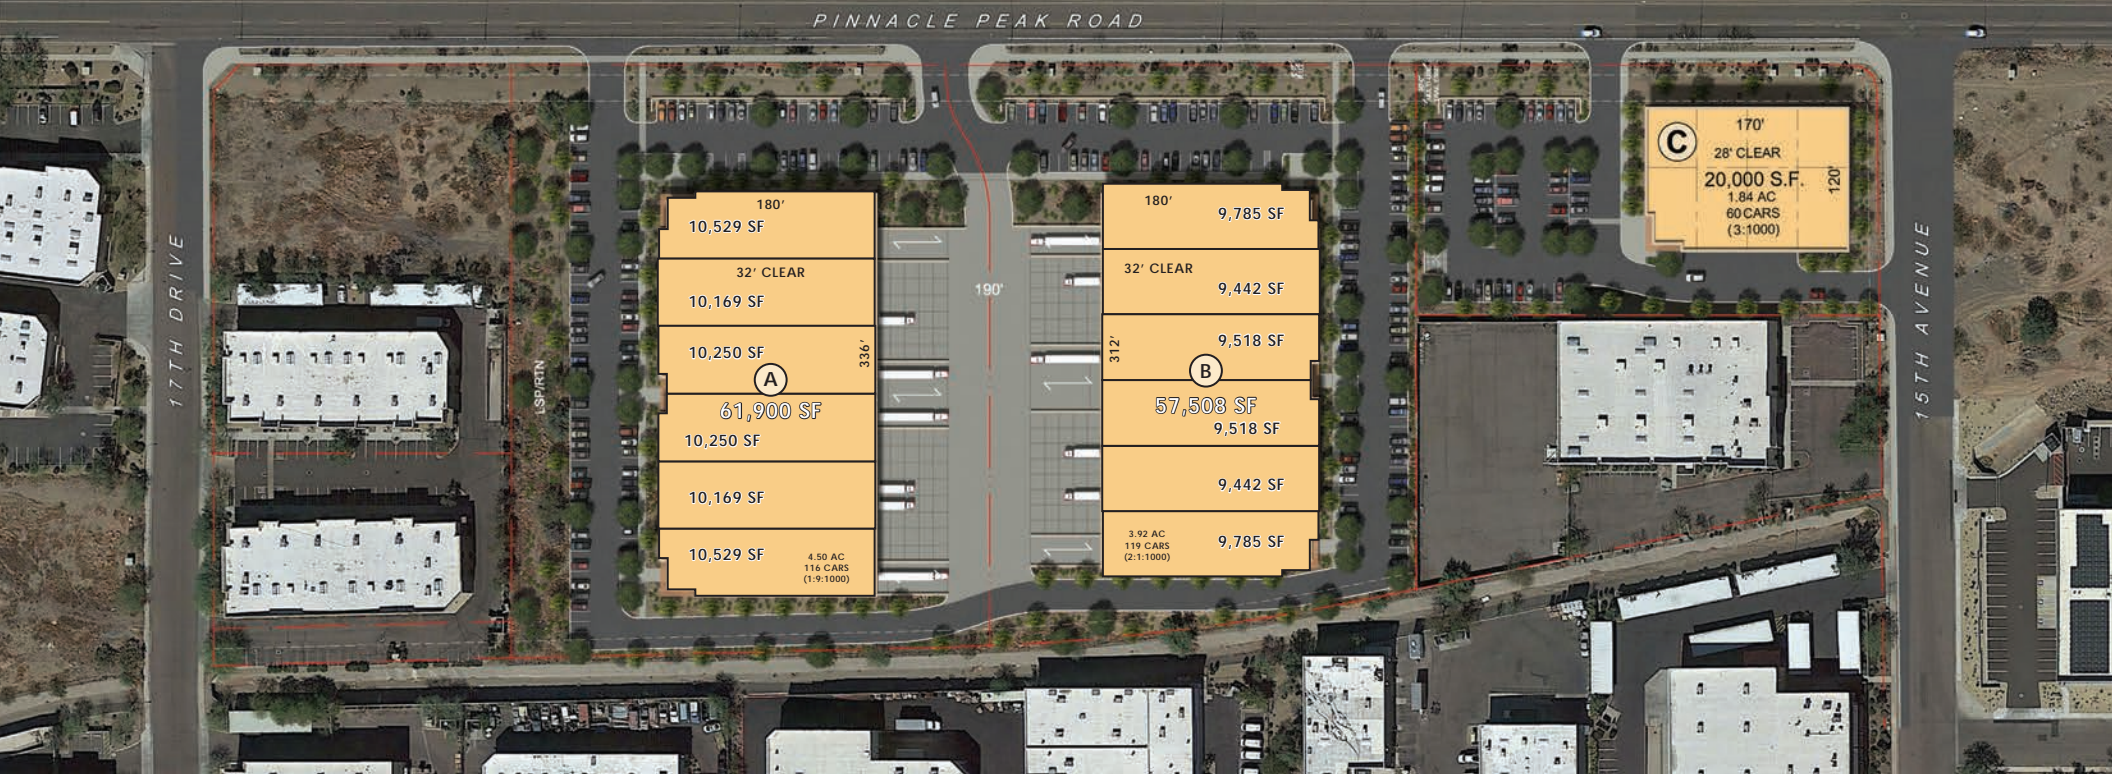 PINNACLE PEAK ROAD
17TH DRIVE
LSP/RTN
180'
10,529 SF
32' CLEAR
10,169 SF
10,250 SF
336'
A
61,900 SF
10,250 SF
10,169 SF
10,529 SF
4.50 AC
116 CARS
(1:9:1000)
190'
180'
9,785 SF
32' CLEAR
9,442 SF
312'
9,518 SF
B
57,508 SF
9,518 SF
9,442 SF
3.92 AC
119 CARS
(2:1:1000)
9,785 SF
C
170'
28' CLEAR
20,000 S.F.
1.84 AC
60 CARS
(3:1000)
120'
15TH AVENUE